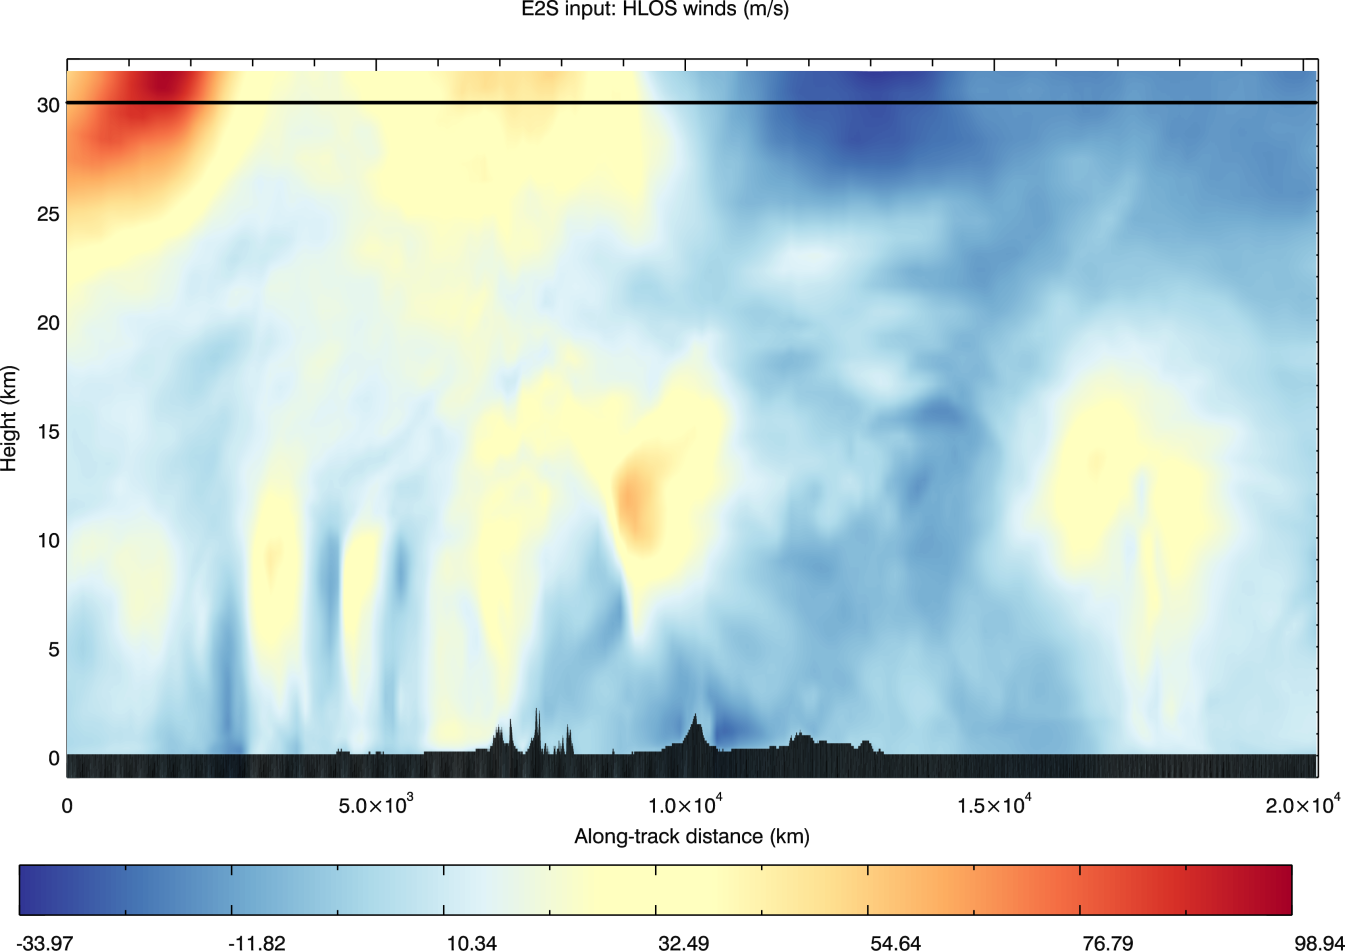 E2S input: HLOS winds (m/s)
30
25
20
15
10
5
0
Height (km)
0 5.0×10³ 1.0×10⁴ 1.5×10⁴ 2.0×10⁴
Along-track distance (km)
-33.97 -11.82 10.34 32.49 54.64 76.79 98.94